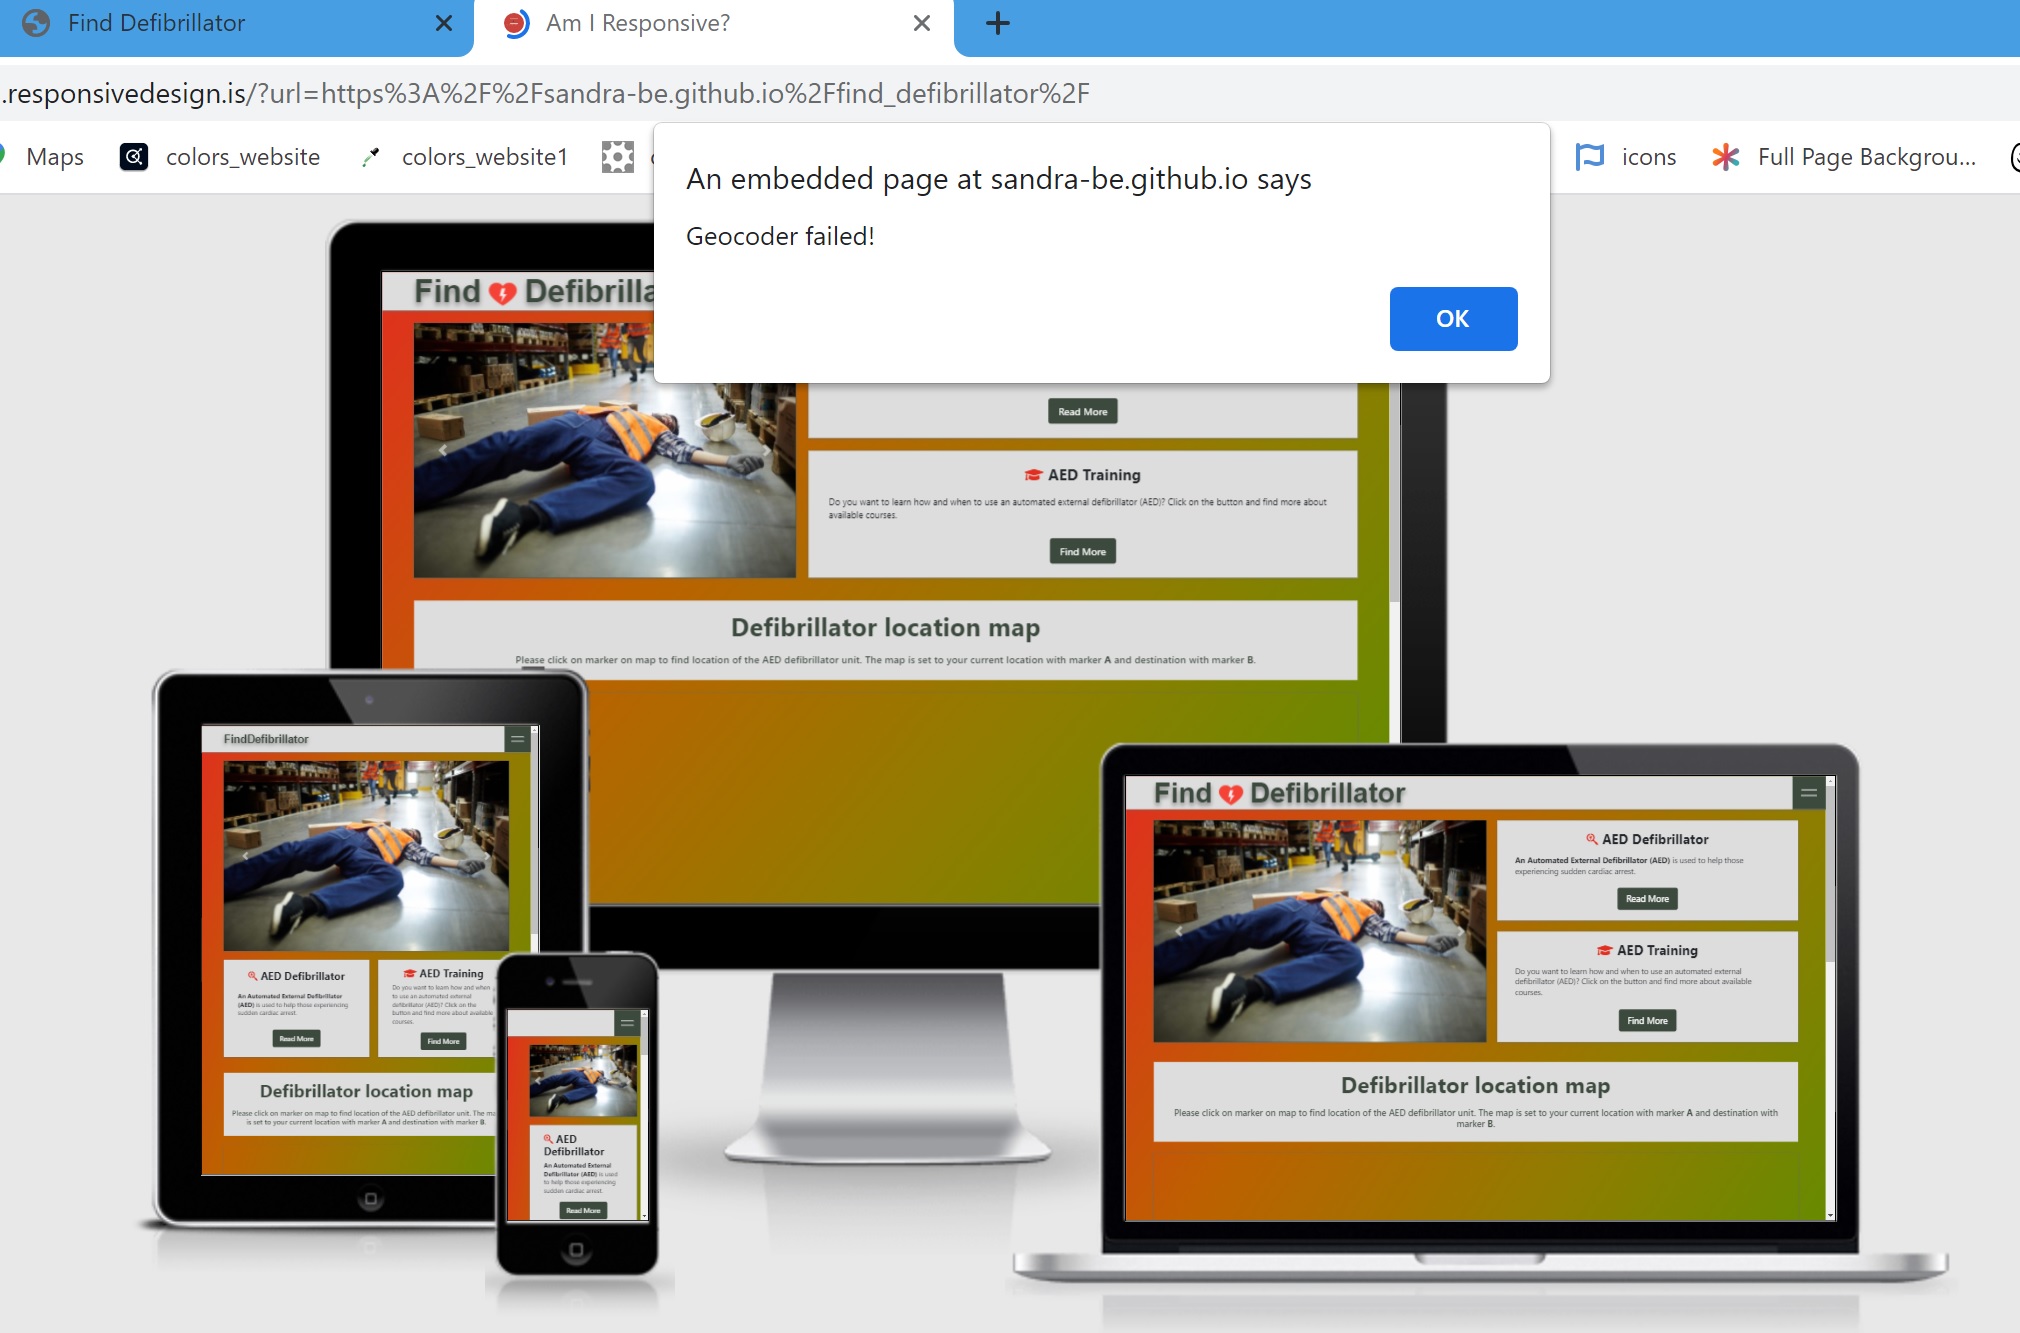 Find Defibrillator
Am I Responsive?
.responsivedesign.is/?url=https%3A%2F%2Fsandra-be.github.io%2Ffind_defibrillator%2F
Maps
colors_website
colors_website1
icons
Full Page Backgrou...
An embedded page at sandra-be.github.io says
Geocoder failed!
OK
Find Defibrilla
Read More
AED Training
Do you want to learn how and when to use an automated external defibrillator (AED)? Click on the button and find more about
available courses.
Find More
Defibrillator location map
Please click on marker on map to find location of the AED defibrillator unit. The map is set to your current location with marker A and destination with marker B.
FindDefibrillator
AED Defibrillator
An Automated External Defibrillator
(AED) is used to help those experiencing
sudden cardiac arrest.
Read More
AED Training
Do you want to learn how and when
to use an automated external
defibrillator (AED)? Click on the
button and find more about available
courses.
Find More
Defibrillator location map
Please click on marker on map to find location of the AED defibrillator unit. The ma
is set to your current location with marker A and destination with marker B.
AED
Defibrillator
An Automated External
Defibrillator (AED) is used
to help those experiencing
sudden cardiac arrest.
Read More
Find Defibrillator
AED Defibrillator
An Automated External Defibrillator (AED) is used to help those
experiencing sudden cardiac arrest.
Read More
AED Training
Do you want to learn how and when to use an automated external
defibrillator (AED)? Click on the button and find more about available
courses.
Find More
Defibrillator location map
Please click on marker on map to find location of the AED defibrillator unit. The map is set to your current location with marker A and destination with
marker B.